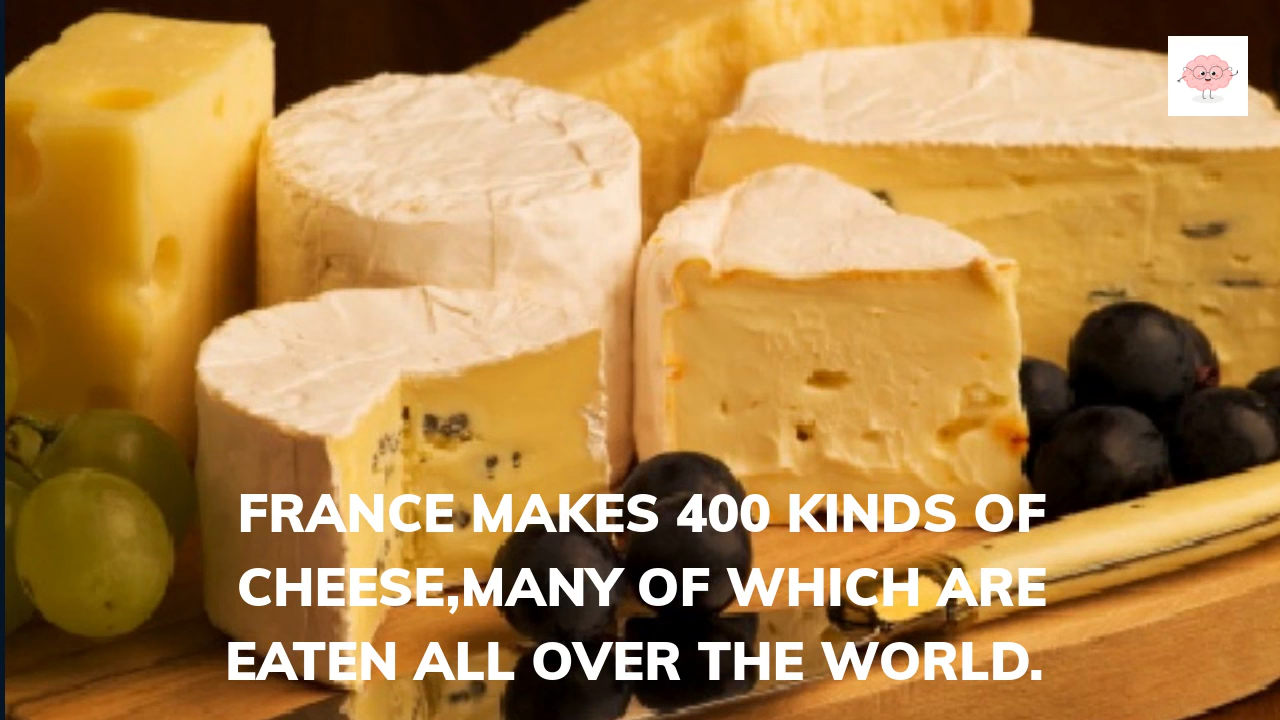 FRANCE MAKES 400 KINDS OF
CHEESE,MANY OF WHICH ARE
EATEN ALL OVER THE WORLD.